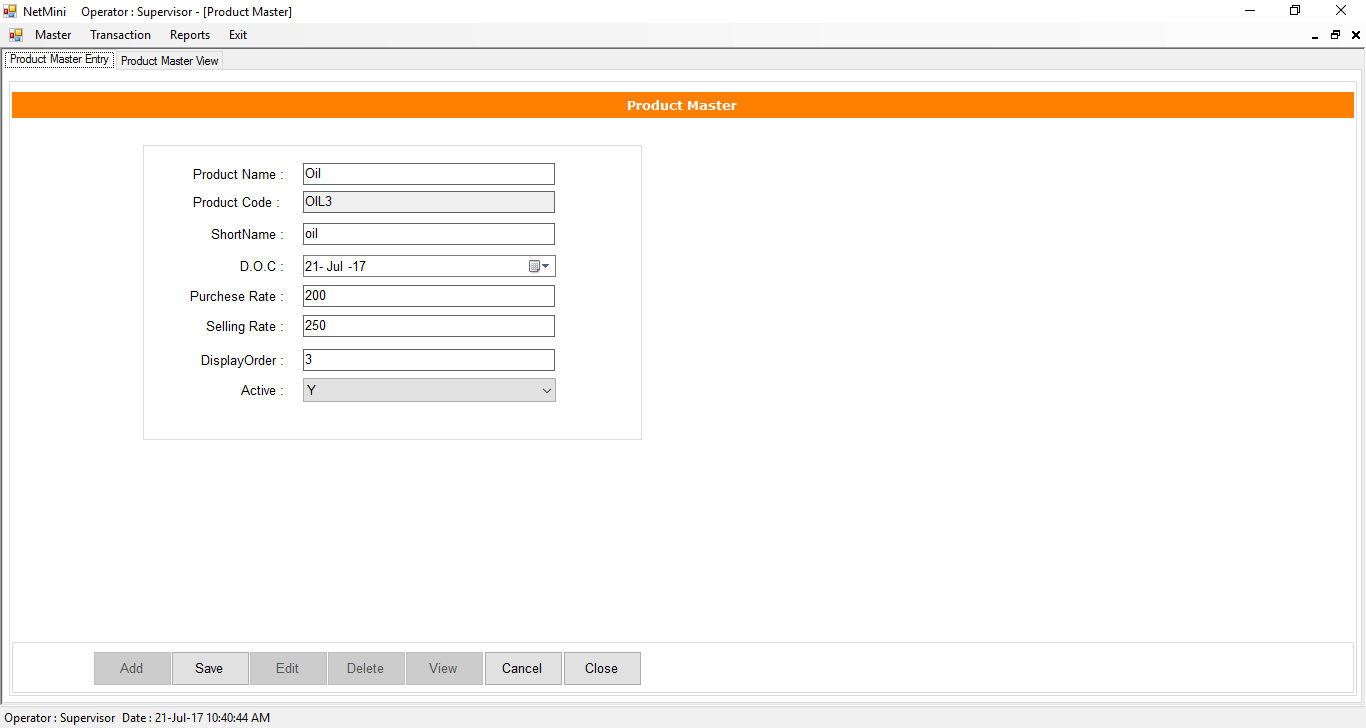 NetMini Operator : Supervisor - [Product Master]
Master Transaction Reports Exit
Product Master Entry Product Master View
Product Master
Product Name : Oil
Product Code : OIL3
ShortName : oil
D.O.C : 21- Jul -17
Purchese Rate : 200
Selling Rate : 250
DisplayOrder : 3
Active : Y
Add Save Edit Delete View Cancel Close
Operator : Supervisor Date : 21-Jul-17 10:40:44 AM